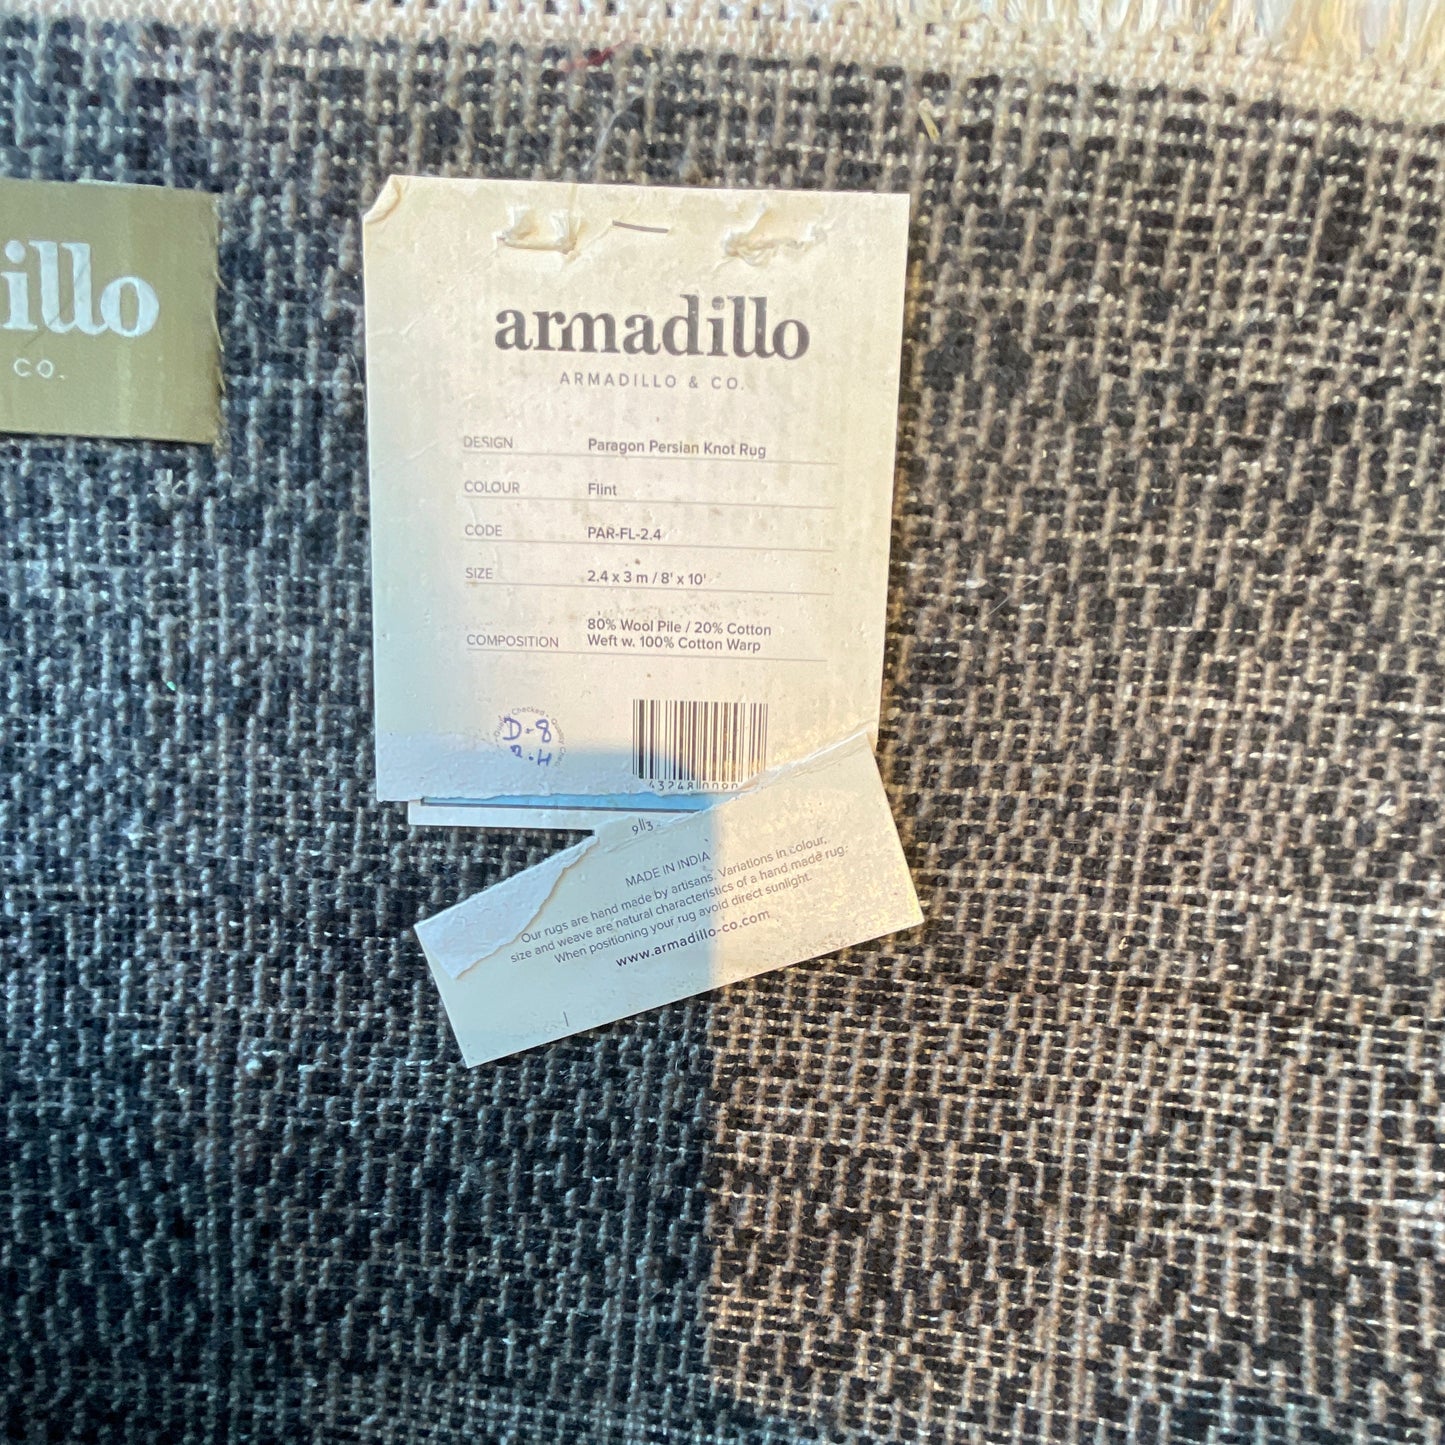 illo
CO.
armadillo
ARMADILLO & CO.
DESIGN Paragon Persian Knot Rug
COLOUR Flint
CODE PAR-FL-2.4
SIZE 2.4 x 3 m / 8' x 10'
COMPOSITION 80% Wool Pile / 20% Cotton
Weft w. 100% Cotton Warp
Checked
D-8
2.4
MADE IN INDIA
Our rugs are hand made by artisans. Variations in colour,
size and weave are natural characteristics of a hand made rug.
When positioning your rug avoid direct sunlight.
www.armadillo-co.com